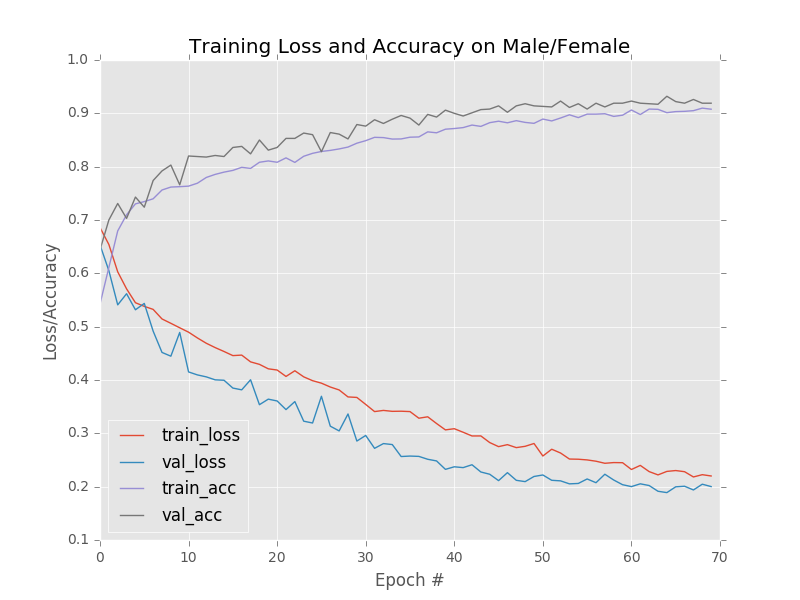 Training Loss and Accuracy on Male/Female
1.0
0.9
0.8
0.7
0.6
0.5
0.4
0.3
0.2
0.1
Loss/Accuracy
train_loss
val_loss
train_acc
val_acc
0 10 20 30 40 50 60 70
Epoch #